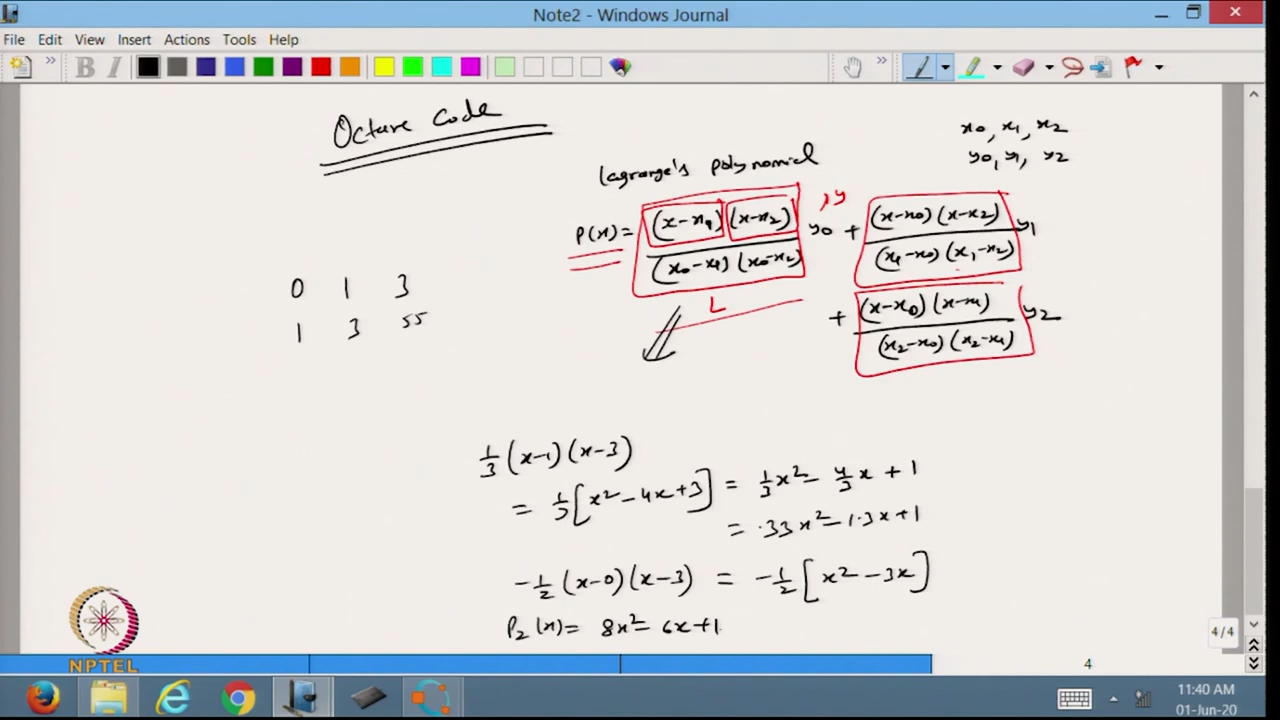 Note2 - Windows Journal
File Edit View Insert Actions Tools Help
Octave Code
x0, x1, x2
y0, y1, y2
Lagrange's polynomial
, y
P(x) = (x-x1) (x-x2) / (x0-x1) (x0-x2) y0 + (x-x0) (x-x2) / (x1-x0) (x1-x2) y1
L
+ (x-x0) (x-x1) / (x2-x0) (x2-x1) y2
0 1 3
1 3 55
1/3 (x-1) (x-3)
= 1/3 [x² - 4x + 3] = 1/3 x² - 4/3 x + 1
= .33x² - 1.3x + 1
-1/2 (x-0) (x-3) = -1/2 [x² - 3x]
P2(x) = 8x² - 6x + 1
4/4
NPTEL
4
11:40 AM
01-Jun-20